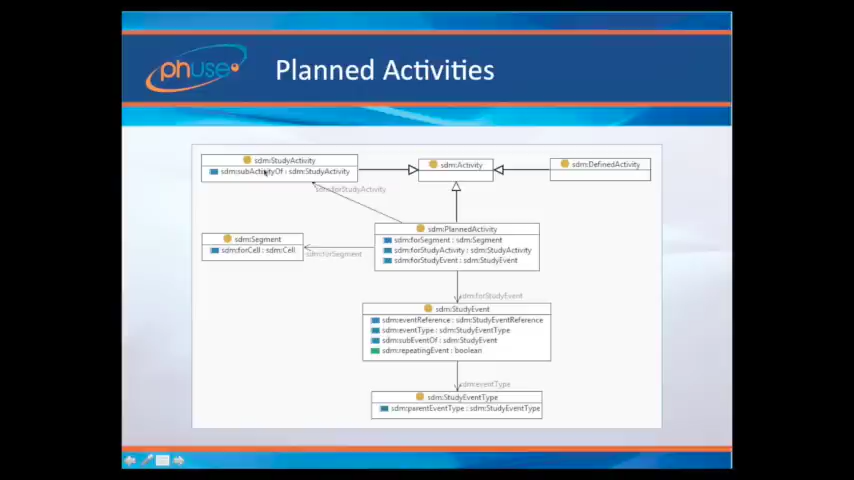 phuse
Planned Activities
sdm:StudyActivity
sdm:subActivityOf : sdm:StudyActivity
sdm:Activity
sdm:DefinedActivity
sdm:forStudyActivity
sdm:PlannedActivity
sdm:forSegment : sdm:Segment
sdm:forStudyActivity : sdm:StudyActivity
sdm:forStudyEvent : sdm:StudyEvent
sdm:Segment
sdm:forCell : sdm:Cell
sdm:forSegment
sdm:forStudyEvent
sdm:StudyEvent
sdm:eventReference : sdm:StudyEventReference
sdm:eventType : sdm:StudyEventType
sdm:subEventOf : sdm:StudyEvent
sdm:repeatingEvent : boolean
sdm:eventType
sdm:StudyEventType
sdm:parentEventType : sdm:StudyEventType